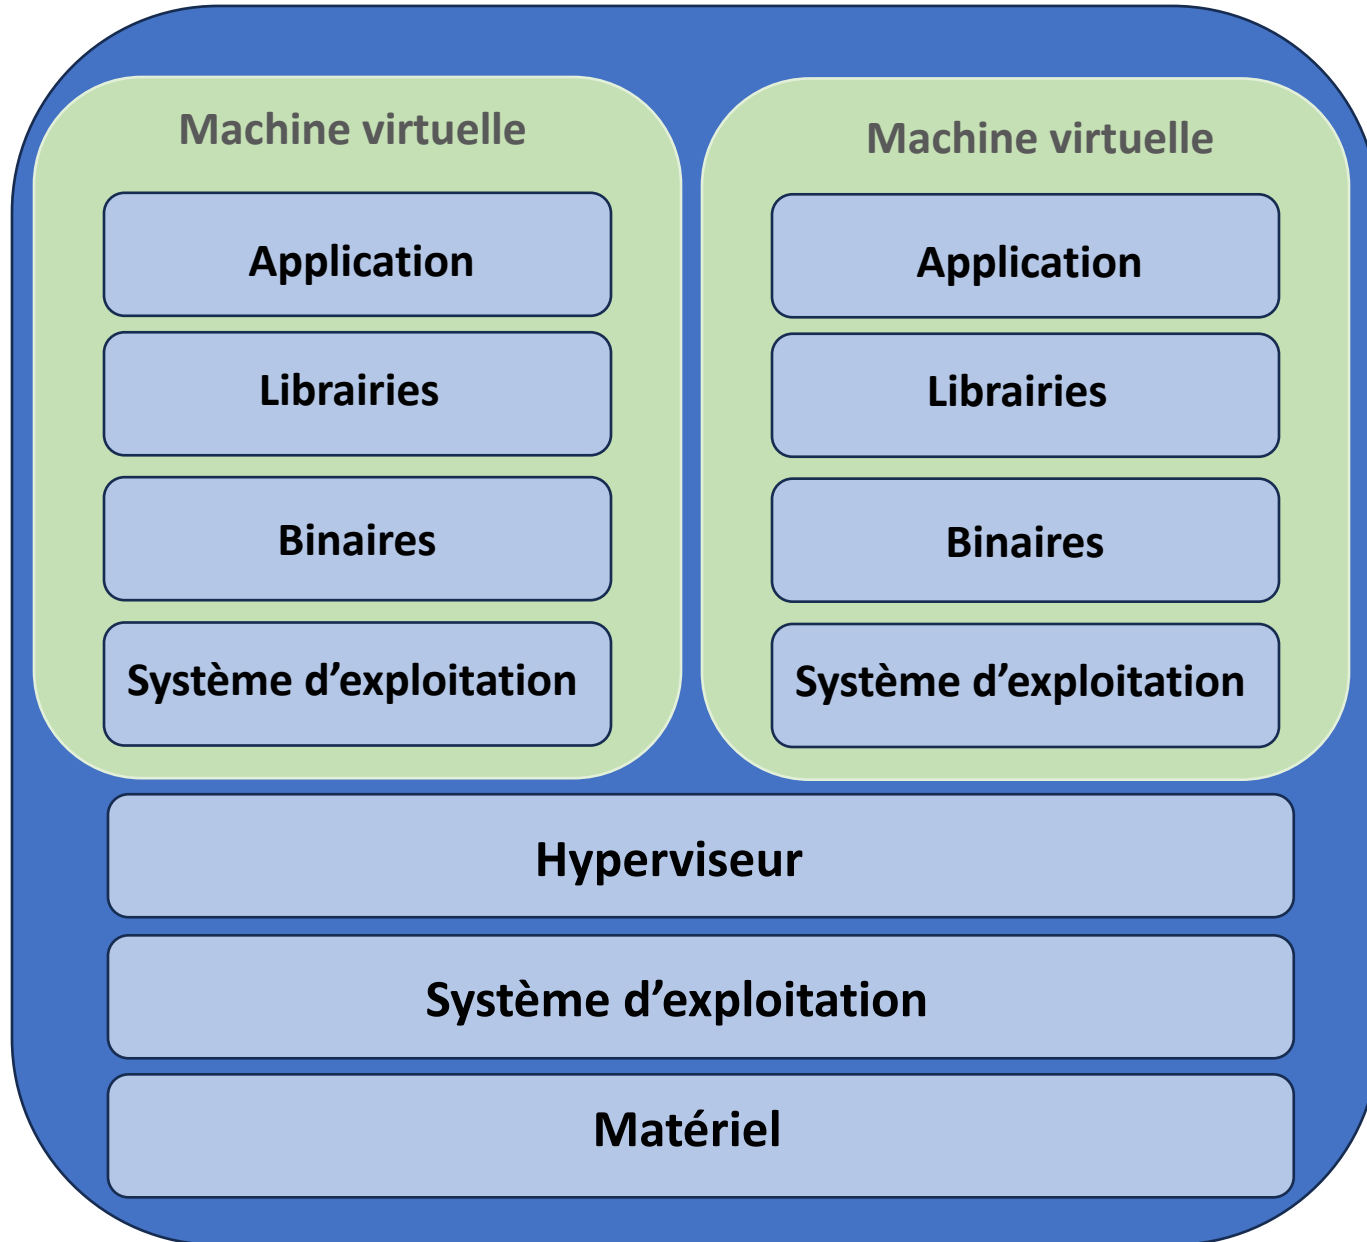 Machine virtuelle
Application
Librairies
Binaires
Système d’exploitation
Machine virtuelle
Application
Librairies
Binaires
Système d’exploitation
Hyperviseur
Système d’exploitation
Matériel